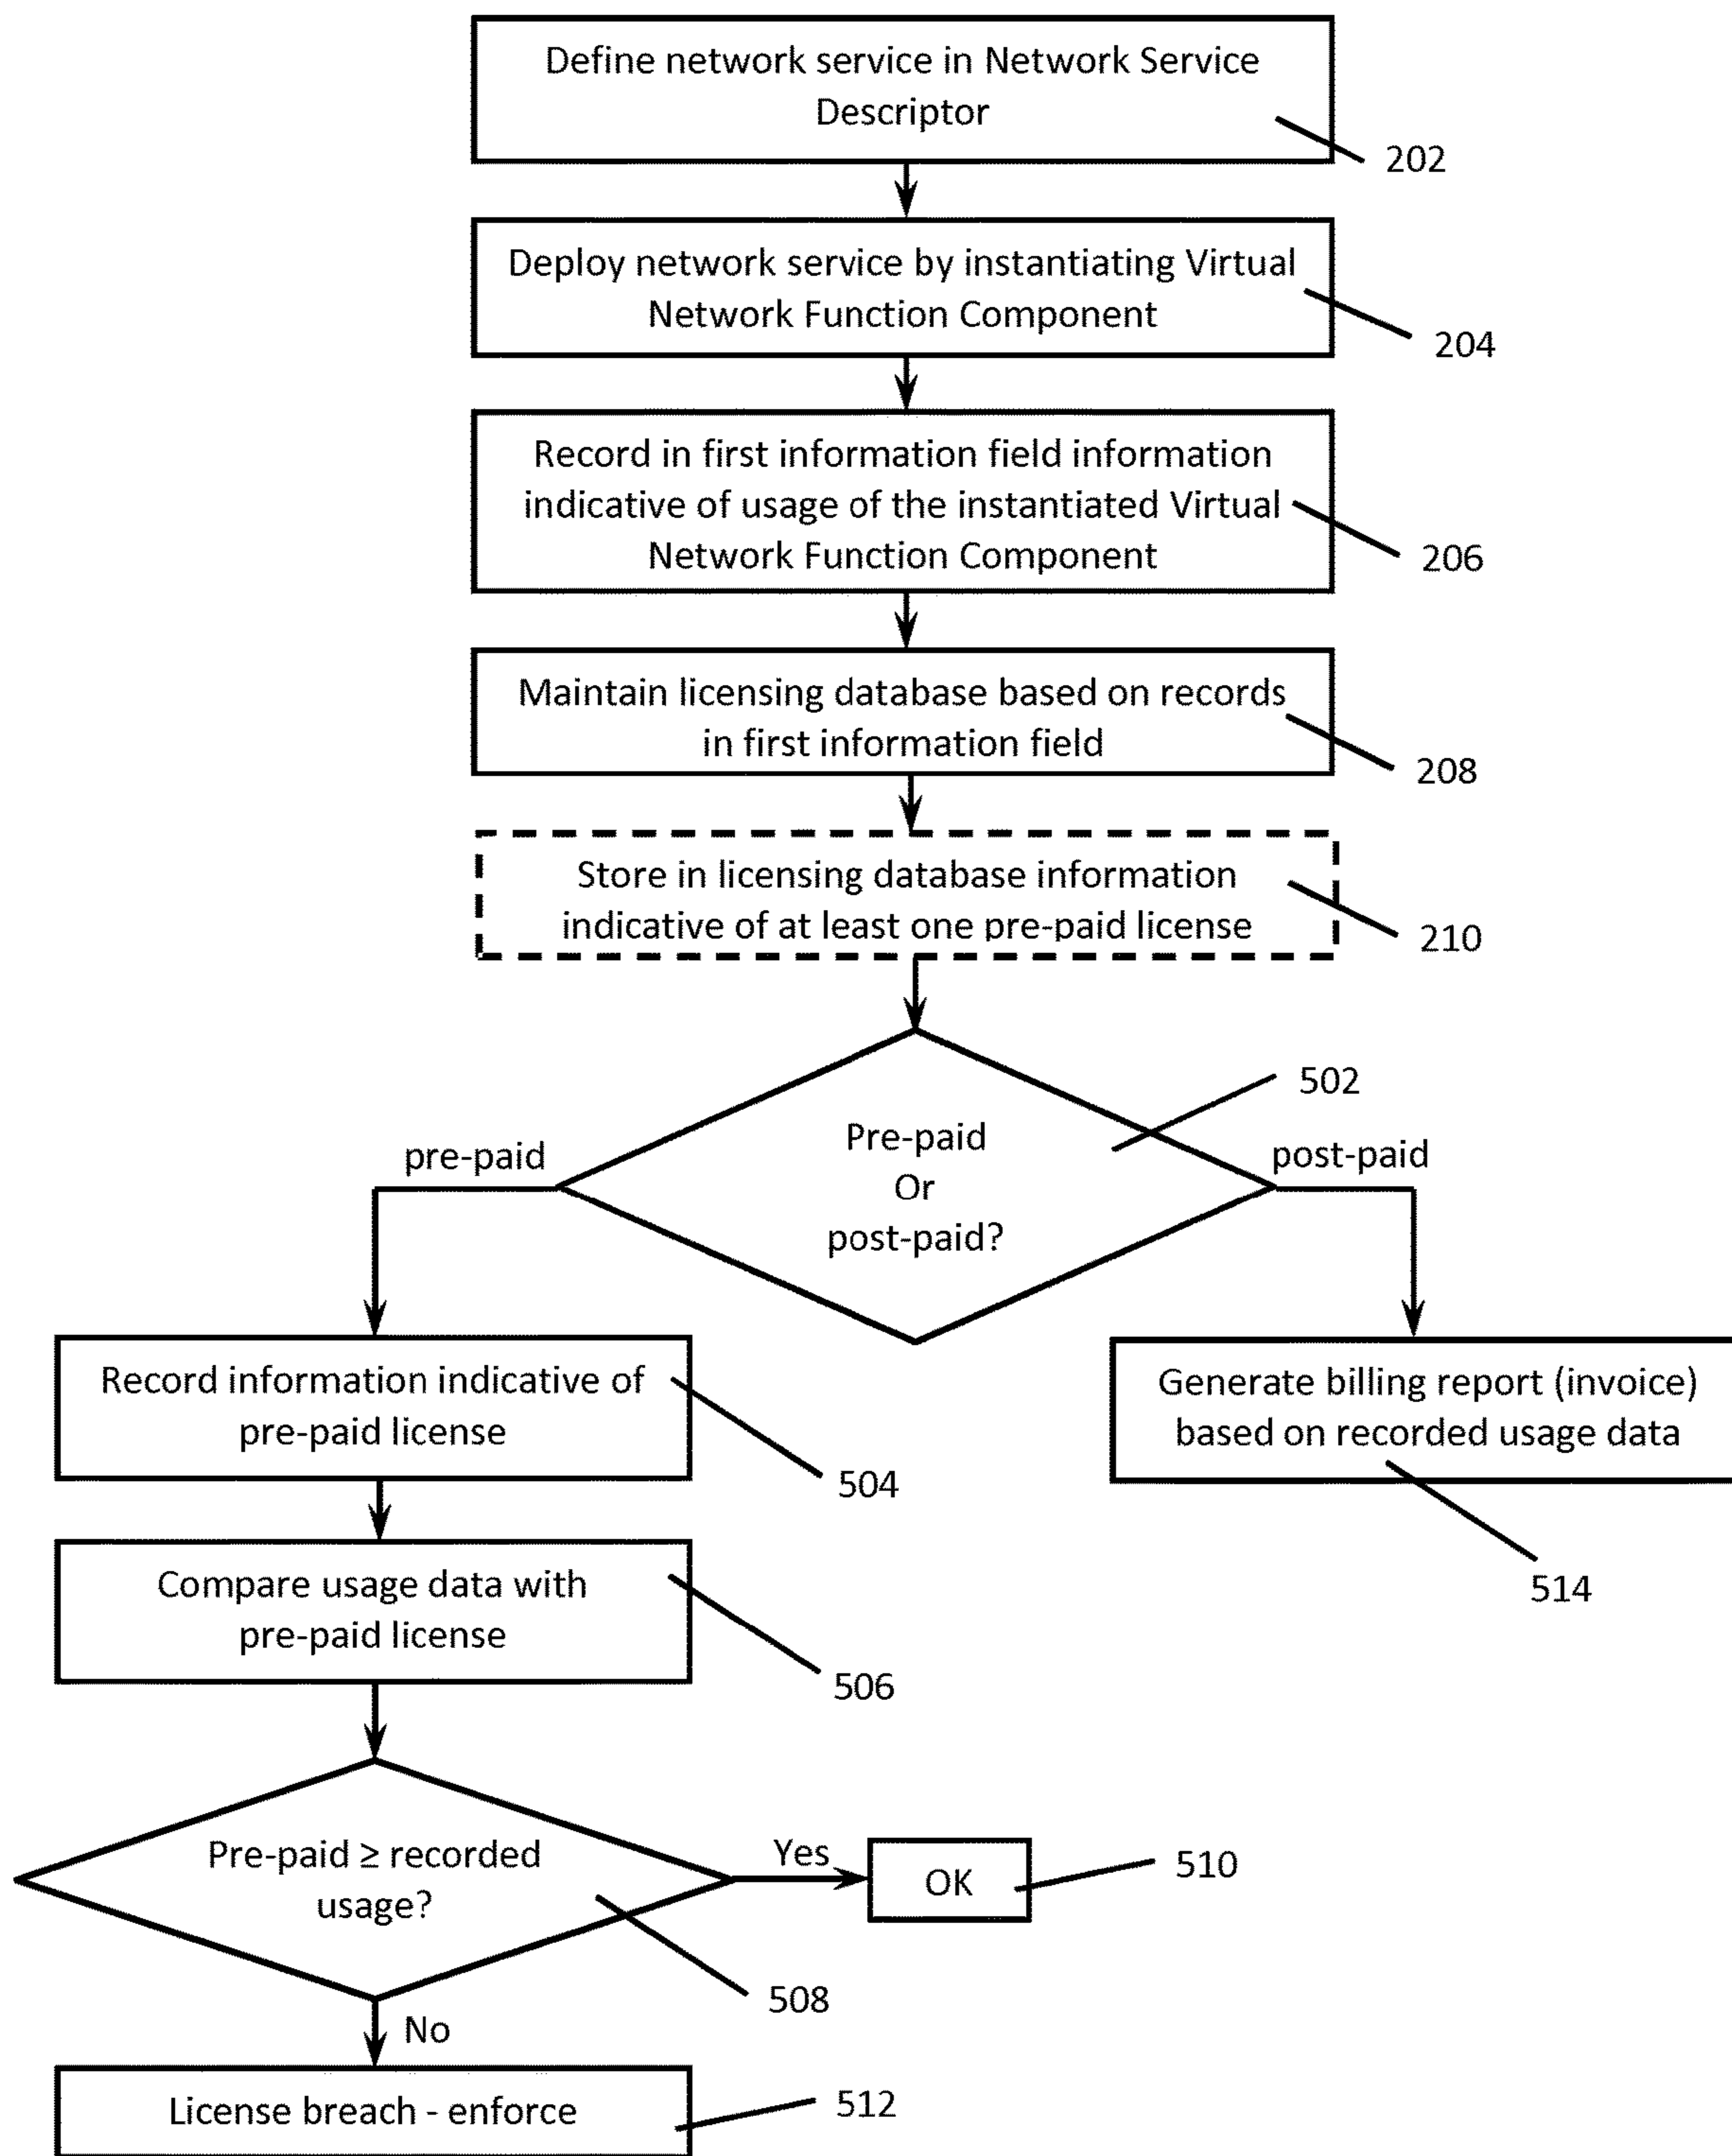 Define network service in Network Service
Descriptor
202
Deploy network service by instantiating Virtual
Network Function Component
204
Record in first information field information
indicative of usage of the instantiated Virtual
Network Function Component
206
Maintain licensing database based on records
in first information field
208
Store in licensing database information
indicative of at least one pre-paid license
210
502
Pre-paid
Or
post-paid?
pre-paid
post-paid
Record information indicative of
pre-paid license
504
Generate billing report (invoice)
based on recorded usage data
514
Compare usage data with
pre-paid license
506
Pre-paid ≥ recorded
usage?
508
Yes
OK
510
No
License breach - enforce
512